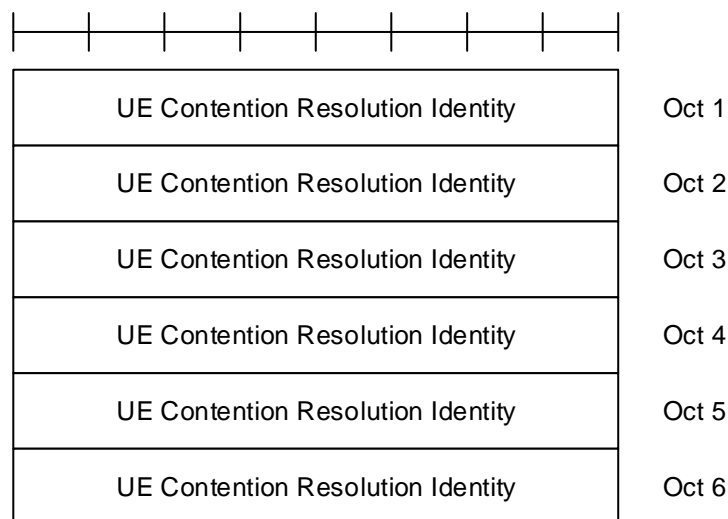 UE Contention Resolution Identity Oct 1
UE Contention Resolution Identity Oct 2
UE Contention Resolution Identity Oct 3
UE Contention Resolution Identity Oct 4
UE Contention Resolution Identity Oct 5
UE Contention Resolution Identity Oct 6